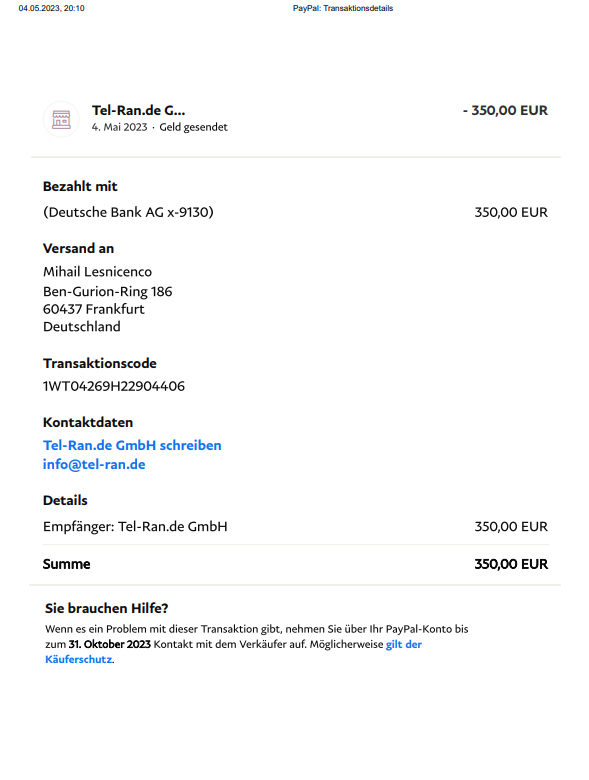 04.05.2023, 20:10 PayPal: Transaktionsdetails
Tel-Ran.de G... - 350,00 EUR
4. Mai 2023 · Geld gesendet
Bezahlt mit
(Deutsche Bank AG x-9130) 350,00 EUR
Versand an
Mihail Lesnicenco
Ben-Gurion-Ring 186
60437 Frankfurt
Deutschland
Transaktionscode
1WT04269H22904406
Kontaktdaten
Tel-Ran.de GmbH schreiben
info@tel-ran.de
Details
Empfänger: Tel-Ran.de GmbH 350,00 EUR
Summe 350,00 EUR
Sie brauchen Hilfe?
Wenn es ein Problem mit dieser Transaktion gibt, nehmen Sie über Ihr PayPal-Konto bis
zum 31. Oktober 2023 Kontakt mit dem Verkäufer auf. Möglicherweise gilt der
Käuferschutz.